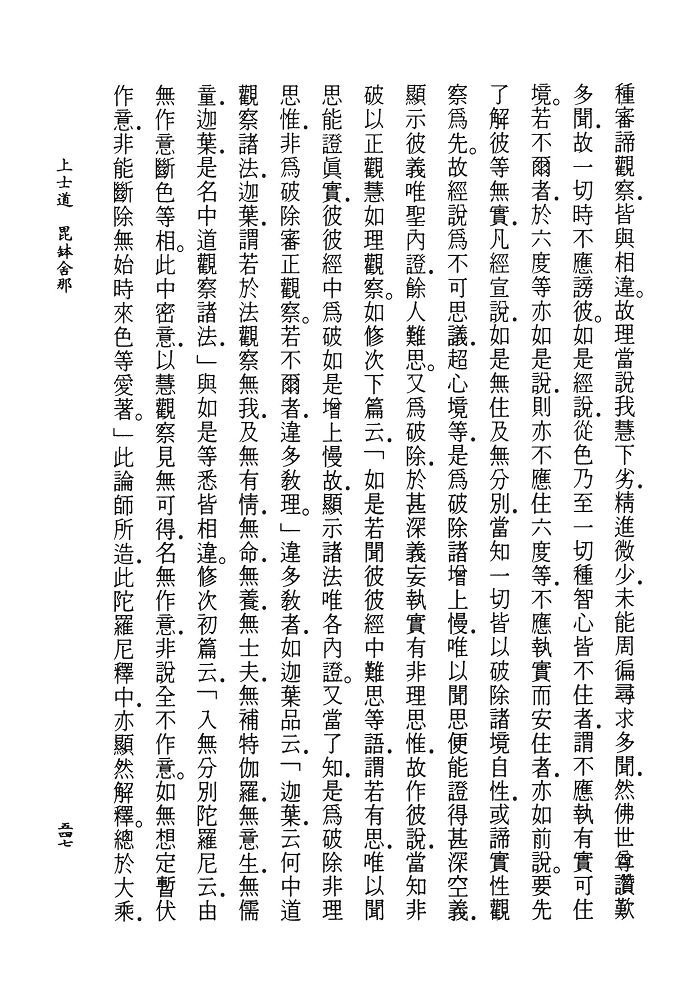 種審諦觀察．皆與相違。故理當說我慧下劣．精進微少．未能周徧尋求多聞．然佛世尊讚歎
多聞．故一切時不應謗彼。如是經說．從色乃至一切種智心皆不住者．謂不應執有實可住
境。若不爾者．於六度等亦如是說．則亦不應住六度等．不應執實而安住者．亦如前說。要先
了解彼等無實．凡經宣說．如是無住及無分別．當知一切皆以破除諸境自性．或諦實性觀
察爲先。故經說爲不可思議．超心境等．是爲破除諸增上慢．唯以聞思便能證得甚深空義．
顯示彼義唯聖內證．餘人難思。又爲破除．於甚深義妄執實有非理思惟．故作彼說．當知非
破以正觀慧如理觀察。如修次下篇云．「如是若聞彼彼經中難思等語．謂若有思．唯以聞
思能證眞實．彼彼經中爲破如是增上慢故．顯示諸法唯各內證。又當了知．是爲破除非理
思惟．非爲破除審正觀察。若不爾者．違多敎理。」違多敎者．如迦葉品云．「迦葉．云何中道
觀察諸法．迦葉．謂若於法觀察無我．及無有情．無命．無養．無士夫．無補特伽羅．無意生．無儒
童．迦葉．是名中道觀察諸法．」與如是等悉皆相違。修次初篇云．「入無分別陀羅尼云．由
無作意斷色等相。此中密意．以慧觀察見無可得．名無作意．非說全不作意。如無想定暫伏
作意．非能斷除無始時來色等愛著。」此論師所造．此陀羅尼釋中．亦顯然解釋。總於大乘．
上士道　毘缽舍那
五四七